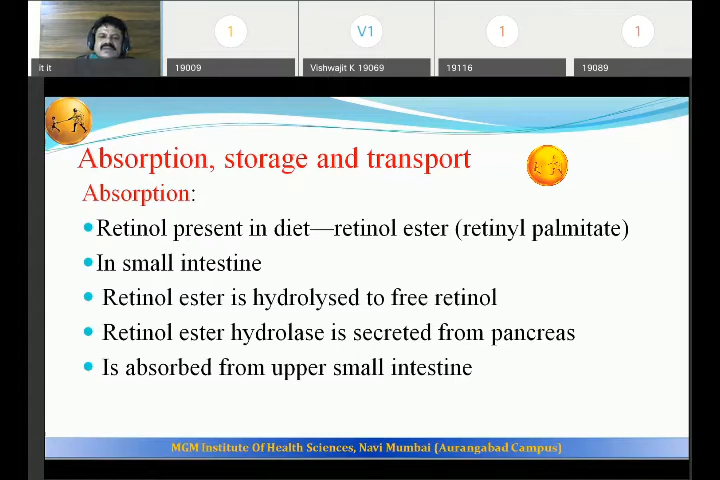 1
V1
1
1
it it
19009
Vishwajit K 19069
19116
19089
Absorption, storage and transport
Absorption:
Retinol present in diet—retinol ester (retinyl palmitate)
In small intestine
Retinol ester is hydrolysed to free retinol
Retinol ester hydrolase is secreted from pancreas
Is absorbed from upper small intestine
MGM Institute Of Health Sciences, Navi Mumbai (Aurangabad Campus)